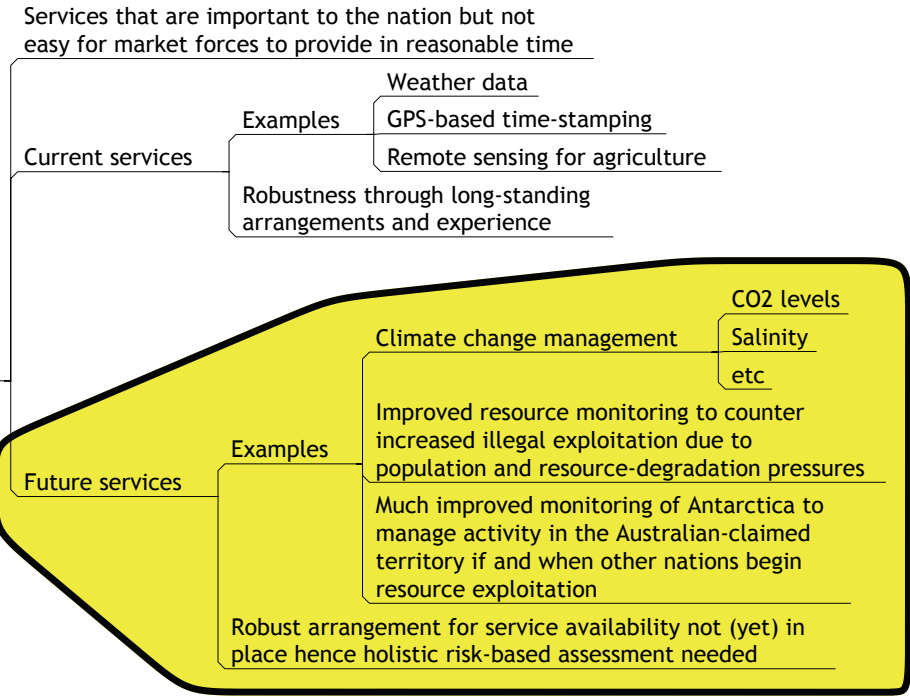 Services that are important to the nation but not
easy for market forces to provide in reasonable time
Current services
Examples
Weather data
GPS-based time-stamping
Remote sensing for agriculture
Robustness through long-standing
arrangements and experience
Future services
Examples
Climate change management
CO2 levels
Salinity
etc
Improved resource monitoring to counter
increased illegal exploitation due to
population and resource-degradation pressures
Much improved monitoring of Antarctica to
manage activity in the Australian-claimed
territory if and when other nations begin
resource exploitation
Robust arrangement for service availability not (yet) in
place hence holistic risk-based assessment needed